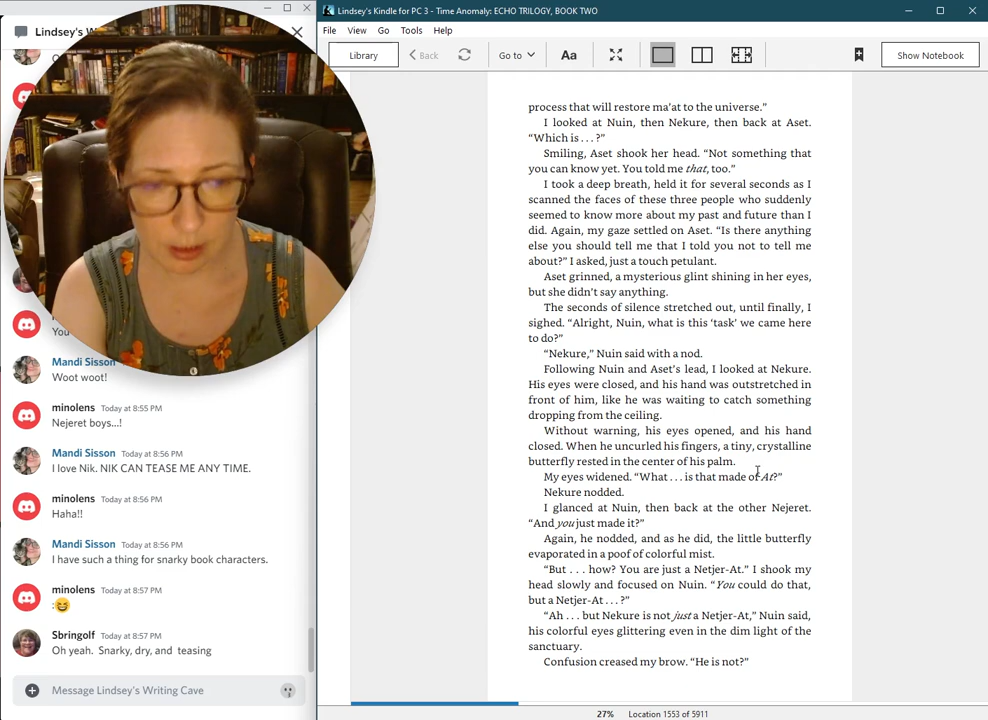 Lindsey's W
Mandi Sisson
Woot woot!
minolens Today at 8:55 PM
Nejeret boys...!
Mandi Sisson Today at 8:56 PM
I love Nik. NIK CAN TEASE ME ANY TIME.
minolens Today at 8:56 PM
Haha!!
Mandi Sisson Today at 8:56 PM
I have such a thing for snarky book characters.
minolens Today at 8:57 PM
Sbringolf Today at 8:57 PM
Oh yeah. Snarky, dry, and teasing
Message Lindsey's Writing Cave
Lindsey's Kindle for PC 3 - Time Anomaly: ECHO TRILOGY, BOOK TWO
File View Go Tools Help
Library Back Go to Aa Show Notebook
process that will restore ma'at to the universe."
I looked at Nuin, then Nekure, then back at Aset.
"Which is . . . ?"
Smiling, Aset shook her head. "Not something that
you can know yet. You told me that, too."
I took a deep breath, held it for several seconds as I
scanned the faces of these three people who suddenly
seemed to know more about my past and future than I
did. Again, my gaze settled on Aset. "Is there anything
else you should tell me that I told you not to tell me
about?" I asked, just a touch petulant.
Aset grinned, a mysterious glint shining in her eyes,
but she didn't say anything.
The seconds of silence stretched out, until finally, I
sighed. "Alright, Nuin, what is this 'task' we came here
to do?"
"Nekure," Nuin said with a nod.
Following Nuin and Aset's lead, I looked at Nekure.
His eyes were closed, and his hand was outstretched in
front of him, like he was waiting to catch something
dropping from the ceiling.
Without warning, his eyes opened, and his hand
closed. When he uncurled his fingers, a tiny, crystalline
butterfly rested in the center of his palm.
My eyes widened. "What . . . is that made of At?"
Nekure nodded.
I glanced at Nuin, then back at the other Nejeret.
"And you just made it?"
Again, he nodded, and as he did, the little butterfly
evaporated in a poof of colorful mist.
"But . . . how? You are just a Netjer-At." I shook my
head slowly and focused on Nuin. "You could do that,
but a Netjer-At . . . ?"
"Ah . . . but Nekure is not just a Netjer-At," Nuin said,
his colorful eyes glittering even in the dim light of the
sanctuary.
Confusion creased my brow. "He is not?"
27% Location 1553 of 5911